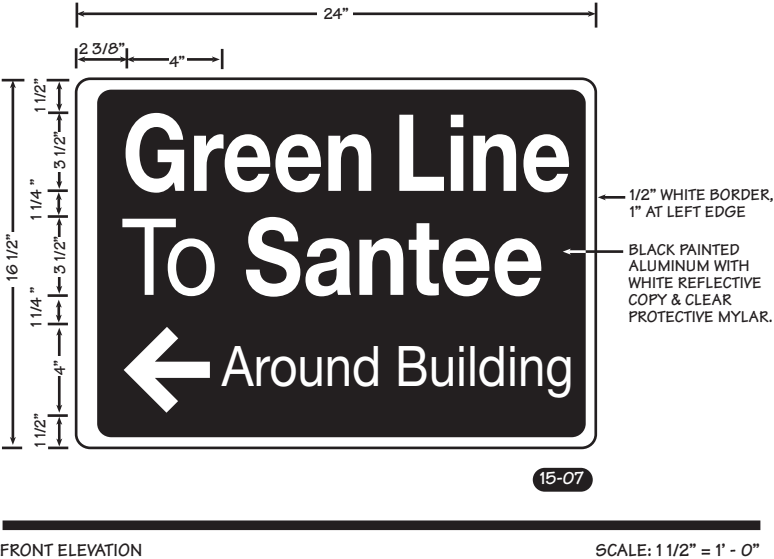 24”
2 3/8”
4”
1 1/2”
3 1/2”
1 1/4 ”
3 1/2”
1 1/4 ”
4”
1 1/2”
16 1/2”
Green Line
To Santee
Around Building
1/2” WHITE BORDER,
1” AT LEFT EDGE
BLACK PAINTED
ALUMINUM WITH
WHITE REFLECTIVE
COPY & CLEAR
PROTECTIVE MYLAR.
15-07
FRONT ELEVATION
SCALE: 1 1/2” = 1’ - 0”